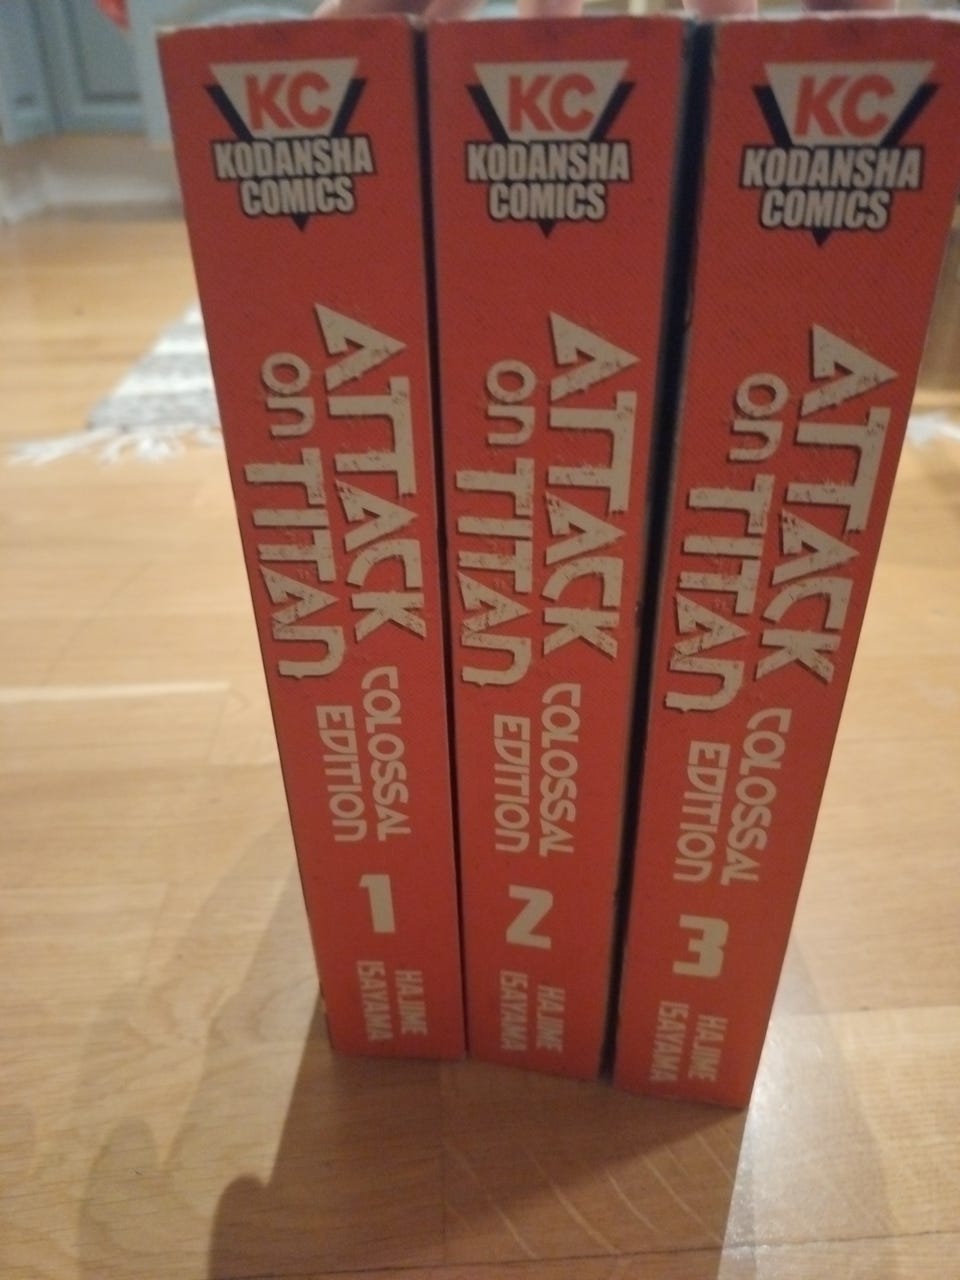 KC
KODANSHA
COMICS
ATTACK
ON TITAN
COLOSSAL
EDITION
1
HAJIME
ISAYAMA
KC
KODANSHA
COMICS
ATTACK
ON TITAN
COLOSSAL
EDITION
2
HAJIME
ISAYAMA
KC
KODANSHA
COMICS
ATTACK
ON TITAN
COLOSSAL
EDITION
3
HAJIME
ISAYAMA